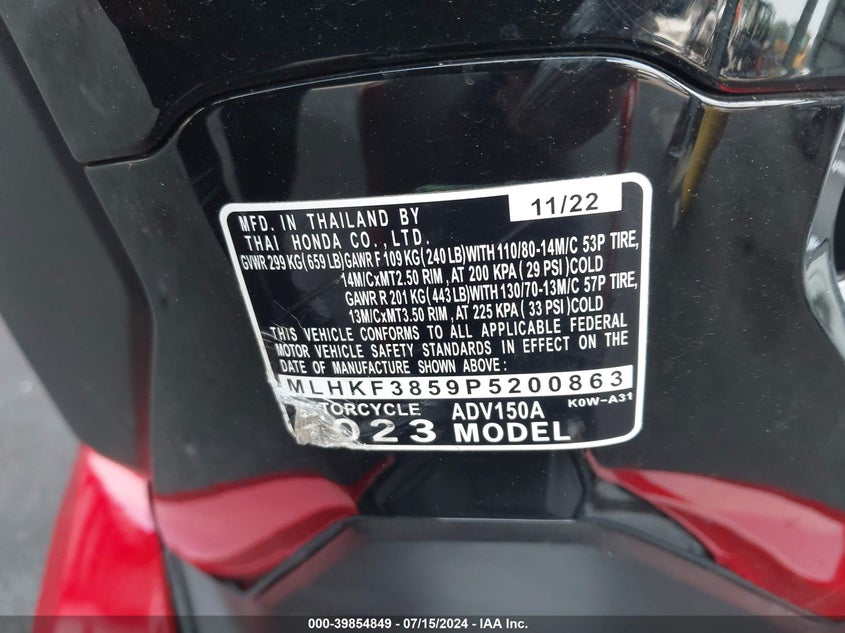 11/22
MFD. IN THAILAND BY
THAI HONDA CO., LTD.
GVWR 299 KG(659 LB)GAWR F 109 KG(240 LB)WITH 110/80-14M/C 53P TIRE,
14M/CxMT2.50 RIM, AT 200 KPA(29 PSI)COLD
GAWR R 201 KG(443 LB)WITH 130/70-13M/C 57P TIRE,
13M/CxMT3.50 RIM, AT 225 KPA(33 PSI)COLD
THIS VEHICLE CONFORMS TO ALL APPLICABLE FEDERAL
MOTOR VEHICLE SAFETY STANDARDS IN EFFECT ON THE
DATE OF MANUFACTURE SHOWN ABOVE:
MLHKF3859P5200863
TORCYCLE ADV150A K0W-A31
023 MODEL
000-39854849 | 07/15/2024 | IAA Inc.